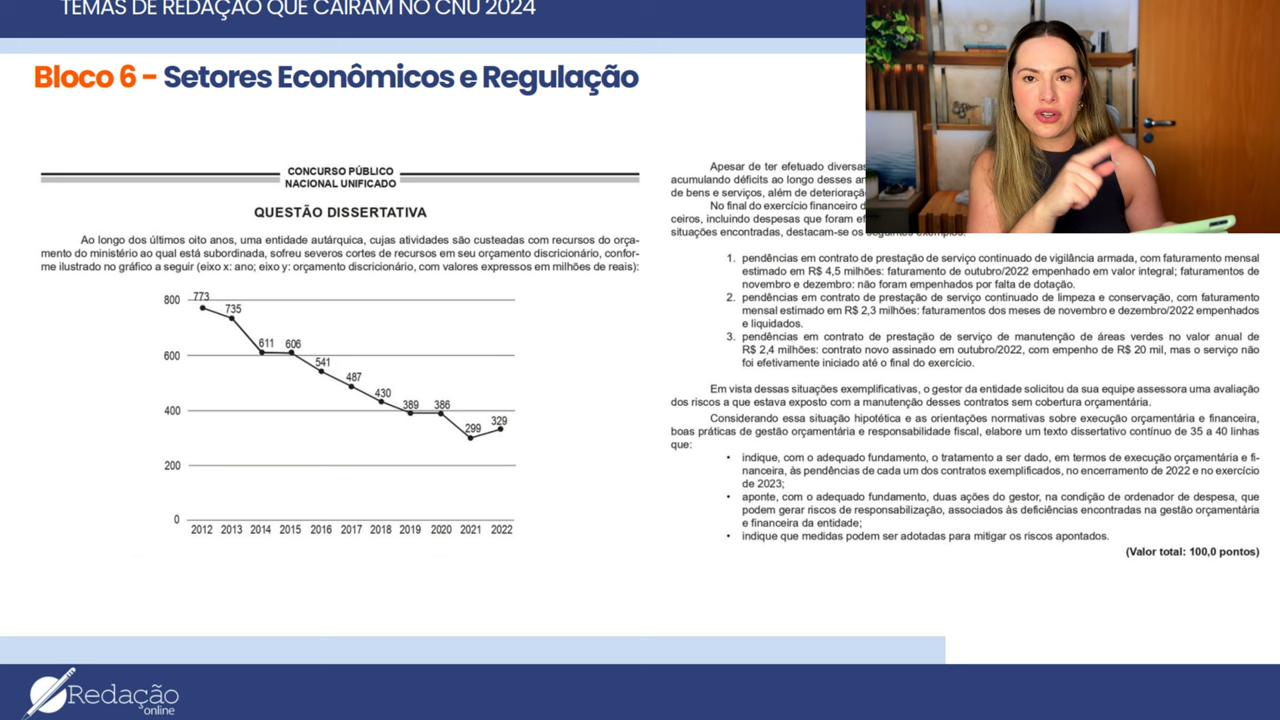 TEMAS DE REDAÇÃO QUE CAÍRAM NO CNU 2024
Bloco 6 - Setores Econômicos e Regulação
CONCURSO PÚBLICO
NACIONAL UNIFICADO
QUESTÃO DISSERTATIVA
Ao longo dos últimos oito anos, uma entidade autárquica, cujas atividades são custeadas com recursos do orça-
mento do ministério ao qual está subordinada, sofreu severos cortes de recursos em seu orçamento discricionário, confor-
me ilustrado no gráfico a seguir (eixo x: ano; eixo y: orçamento discricionário, com valores expressos em milhões de reais):
800
600
400
200
0
773
735
611
606
541
487
430
389
386
299
329
2012 2013 2014 2015 2016 2017 2018 2019 2020 2021 2022
Apesar de ter efetuado diversas
acumulando déficits ao longo desses
de bens e serviços, além de
No final do exercício financeiro
ceiros, incluindo despesas que foram
situações encontradas, destacam-se os seguintes exemplos.
1. pendências em contrato de prestação de serviço continuado de vigilância armada, com faturamento mensal
estimado em R$ 4,5 milhões: faturamento de outubro/2022 empenhado em valor integral; faturamentos de
novembro e dezembro: não foram empenhados por falta de dotação.
2. pendências em contrato de prestação de serviço continuado de limpeza e conservação, com faturamento
mensal estimado em R$ 2,3 milhões: faturamentos dos meses de novembro e dezembro/2022 empenhados
e liquidados.
3. pendências em contrato de prestação de serviço de manutenção de áreas verdes no valor anual de
R$ 2,4 milhões: contrato novo assinado em outubro/2022, com empenho de R$ 20 mil, mas o serviço não
foi efetivamente iniciado até o final do exercício.
Em vista dessas situações exemplificativas, o gestor da entidade solicitou da sua equipe assessora uma avaliação
dos riscos a que estava exposto com a manutenção desses contratos sem cobertura orçamentária.
Considerando essa situação hipotética e as orientações normativas sobre execução orçamentária e financeira,
boas práticas de gestão orçamentária e responsabilidade fiscal, elabore um texto dissertativo contínuo de 35 a 40 linhas
que:
• indique, com o adequado fundamento, o tratamento a ser dado, em termos de execução orçamentária e fi-
nanceira, às pendências de cada um dos contratos exemplificados, no encerramento de 2022 e no exercício
de 2023;
• aponte, com o adequado fundamento, duas ações do gestor, na condição de ordenador de despesa, que
podem gerar riscos de responsabilização, associados às deficiências encontradas na gestão orçamentária
e financeira da entidade;
• indique que medidas podem ser adotadas para mitigar os riscos apontados.
(Valor total: 100,0 pontos)
Redação
online